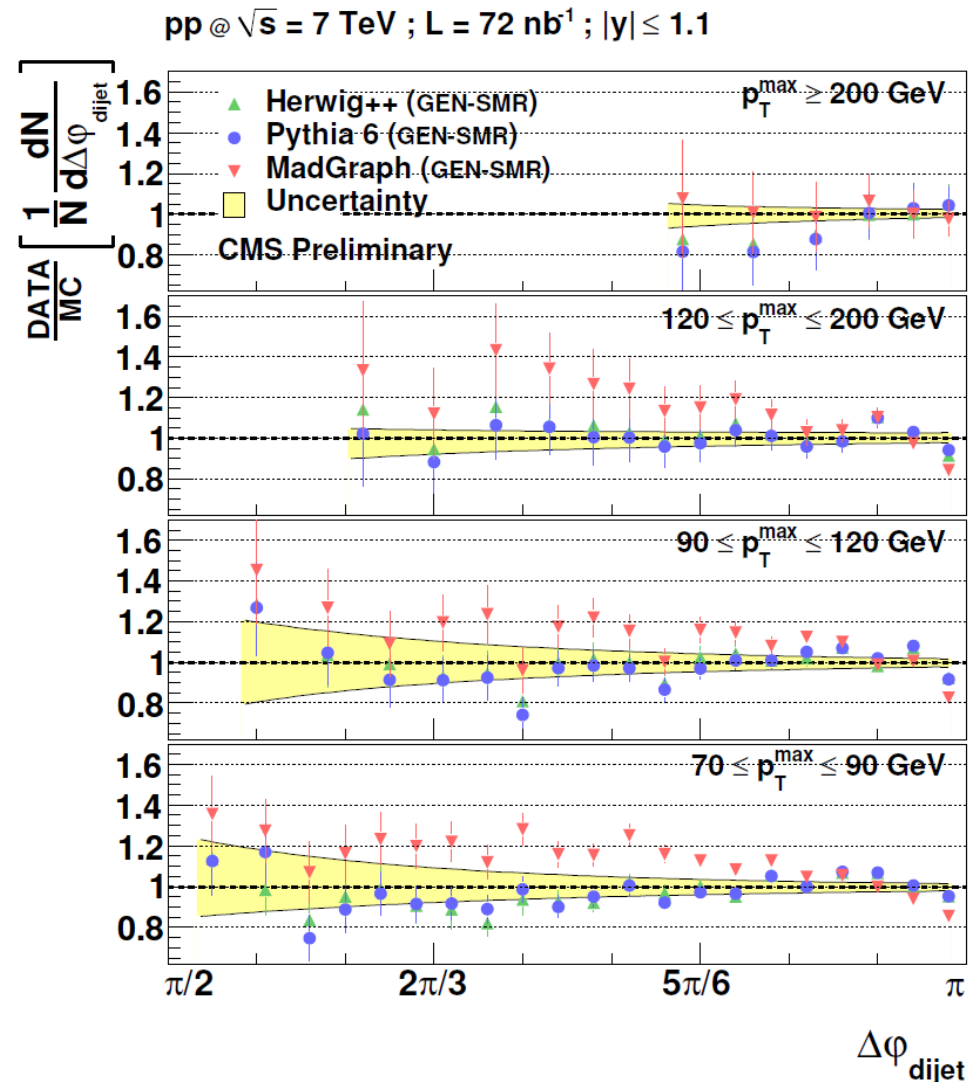 pp @ √s = 7 TeV ; L = 72 nb⁻¹ ; |y| ≤ 1.1
DATA/MC [1/N dN/dΔφ_dijet]
1.6
1.4
1.2
1
0.8
p_T^max ≥ 200 GeV
Herwig++ (GEN-SMR)
Pythia 6 (GEN-SMR)
MadGraph (GEN-SMR)
Uncertainty
CMS Preliminary
1.6
1.4
1.2
1
0.8
120 ≤ p_T^max ≤ 200 GeV
1.6
1.4
1.2
1
0.8
90 ≤ p_T^max ≤ 120 GeV
1.6
1.4
1.2
1
0.8
70 ≤ p_T^max ≤ 90 GeV
π/2 2π/3 5π/6 π
Δφ_dijet